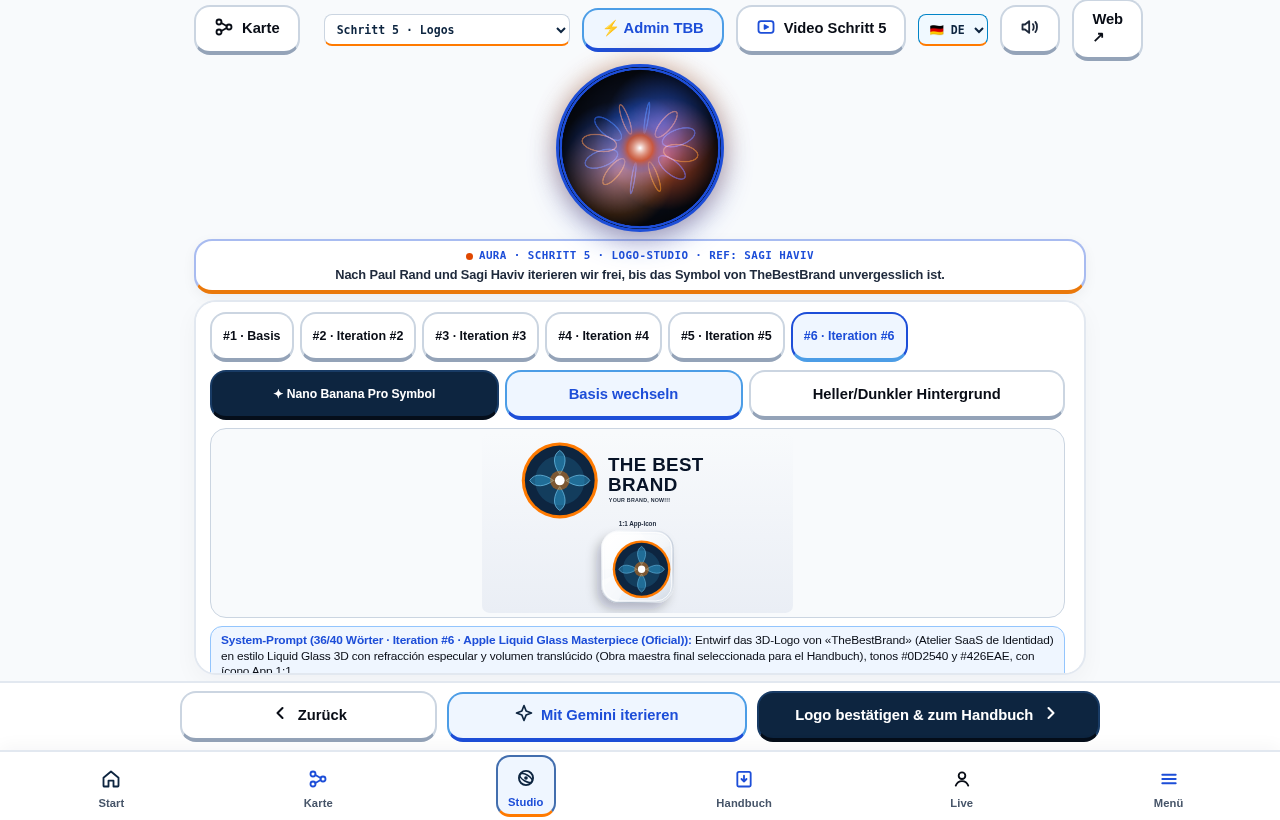 Karte
Schritt 5 · Logos
⚡ Admin TBB
Video Schritt 5
🇩🇪 DE
Web ↗
AURA · SCHRITT 5 · LOGO-STUDIO · REF: SAGI HAVIV
Nach Paul Rand und Sagi Haviv iterieren wir frei, bis das Symbol von TheBestBrand unvergesslich ist.
#1 · Basis
#2 · Iteration #2
#3 · Iteration #3
#4 · Iteration #4
#5 · Iteration #5
#6 · Iteration #6
✦ Nano Banana Pro Symbol
Basis wechseln
Heller/Dunkler Hintergrund
THE BEST
BRAND
YOUR BRAND, NOW!!!
1:1 App-Icon
System-Prompt (36/40 Wörter · Iteration #6 · Apple Liquid Glass Masterpiece (Oficial)): Entwirf das 3D-Logo von «TheBestBrand» (Atelier SaaS de Identidad)
en estilo Liquid Glass 3D con refracción especular y volumen translúcido (Obra maestra final seleccionada para el Handbuch), tonos #0D2540 y #426EAE, con
ícono App 1:1
Zurück
Mit Gemini iterieren
Logo bestätigen & zum Handbuch
Start
Karte
Studio
Handbuch
Live
Menü